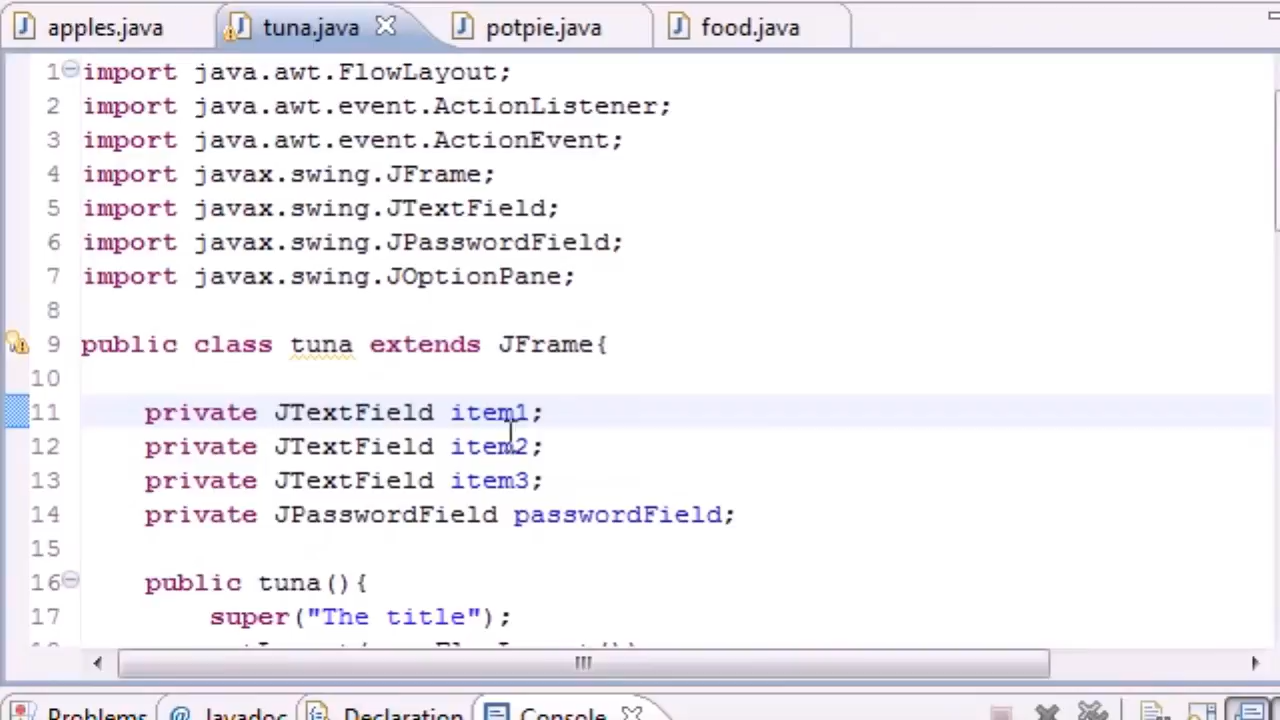 apples.java tuna.java potpie.java food.java
1 import java.awt.FlowLayout;
2 import java.awt.event.ActionListener;
3 import java.awt.event.ActionEvent;
4 import javax.swing.JFrame;
5 import javax.swing.JTextField;
6 import javax.swing.JPasswordField;
7 import javax.swing.JOptionPane;
8
9 public class tuna extends JFrame{
10
11 private JTextField item1;
12 private JTextField item2;
13 private JTextField item3;
14 private JPasswordField passwordField;
15
16 public tuna(){
17 super("The title");
Problems @ Javadoc Declaration Console